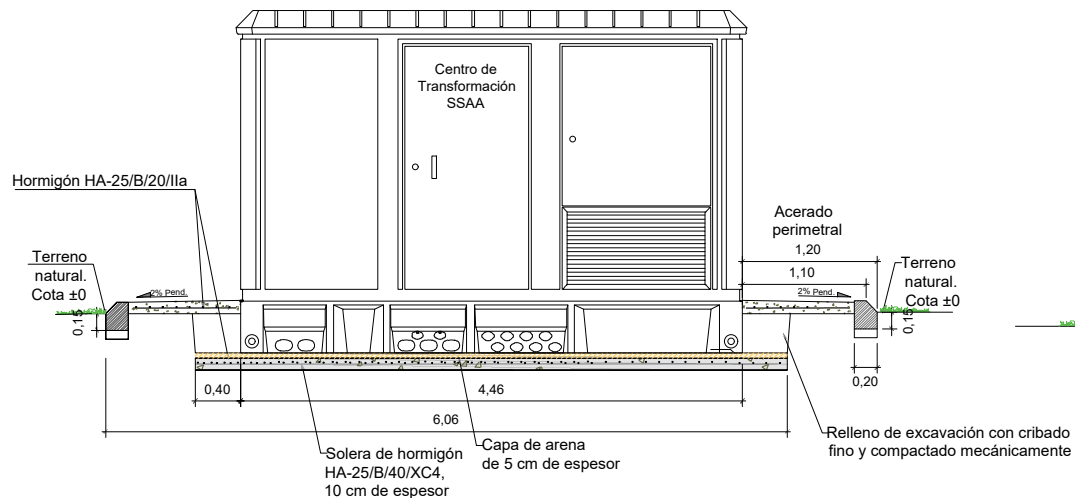 Centro de
Transformación
SSAA
Hormigón HA-25/B/20/IIa
Acerado
perimetral
1,20
1,10
Terreno
natural.
Cota ±0
2% Pend.
0,15
2% Pend.
Terreno
natural.
Cota ±0
0,15
0,40
4,46
0,20
6,06
Solera de hormigón
HA-25/B/40/XC4,
10 cm de espesor
Capa de arena
de 5 cm de espesor
Relleno de excavación con cribado
fino y compactado mecánicamente